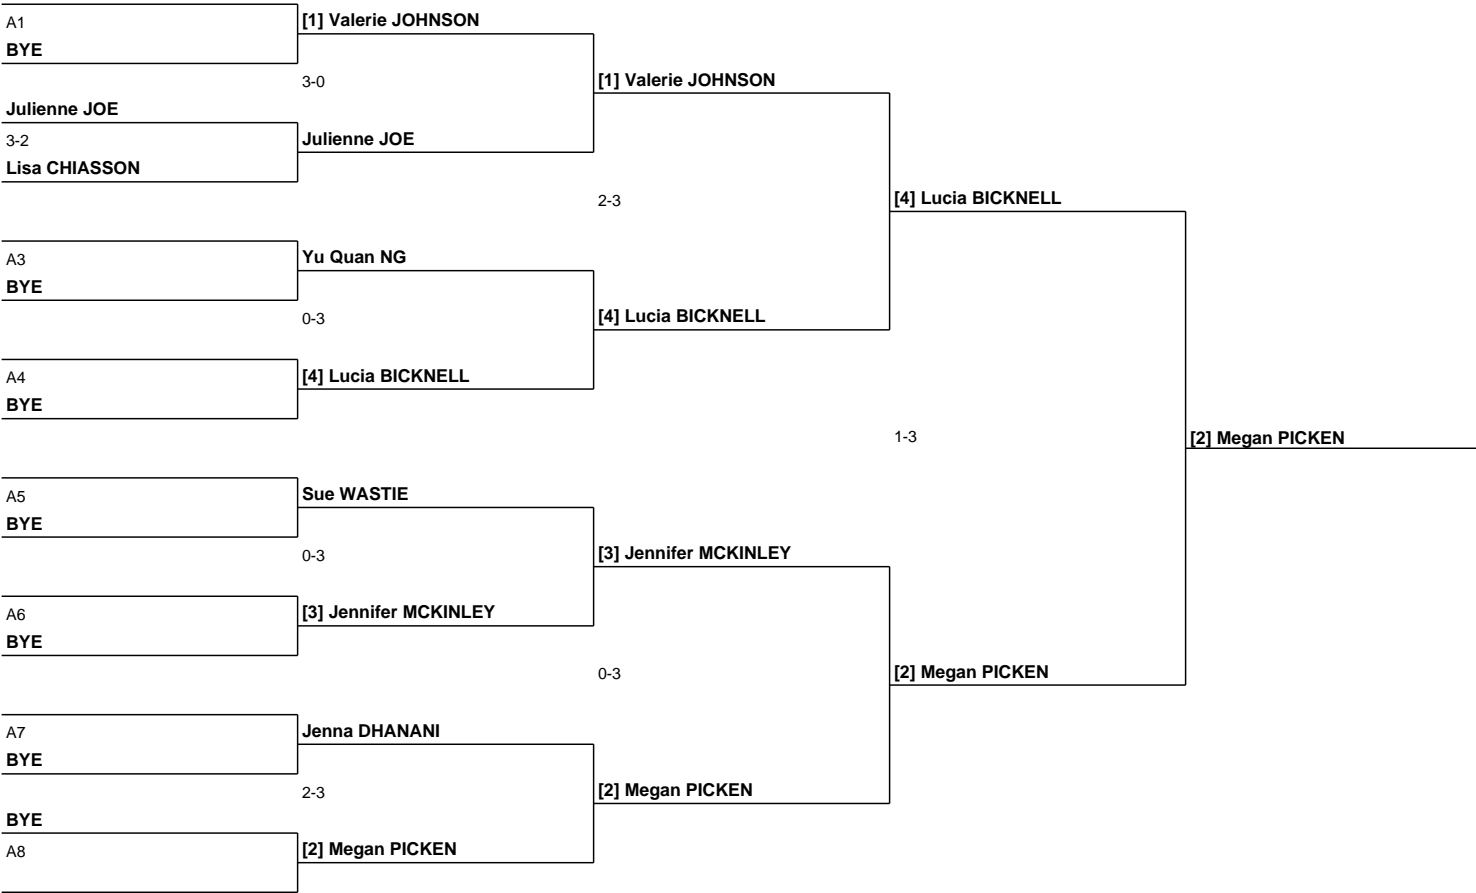 A1
BYE
[1] Valerie JOHNSON
3-0
[1] Valerie JOHNSON
Julienne JOE
3-2
Lisa CHIASSON
Julienne JOE
2-3
[4] Lucia BICKNELL
A3
BYE
Yu Quan NG
0-3
[4] Lucia BICKNELL
A4
BYE
[4] Lucia BICKNELL
1-3
[2] Megan PICKEN
A5
BYE
Sue WASTIE
0-3
[3] Jennifer MCKINLEY
A6
BYE
[3] Jennifer MCKINLEY
0-3
[2] Megan PICKEN
A7
BYE
Jenna DHANANI
2-3
[2] Megan PICKEN
BYE
A8
[2] Megan PICKEN